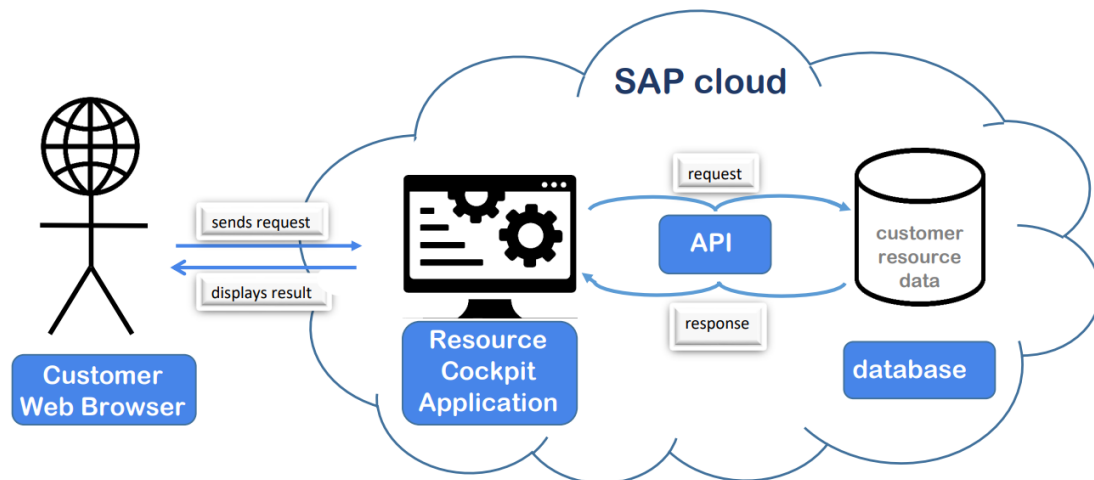 SAP cloud
request
sends request
API
customer
resource
data
displays result
response
Resource
Cockpit
Application
database
Customer
Web Browser